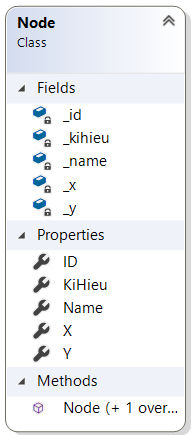 Node
Class
Fields
_id
_kihieu
_name
_x
_y
Properties
ID
KiHieu
Name
X
Y
Methods
Node (+ 1 over...